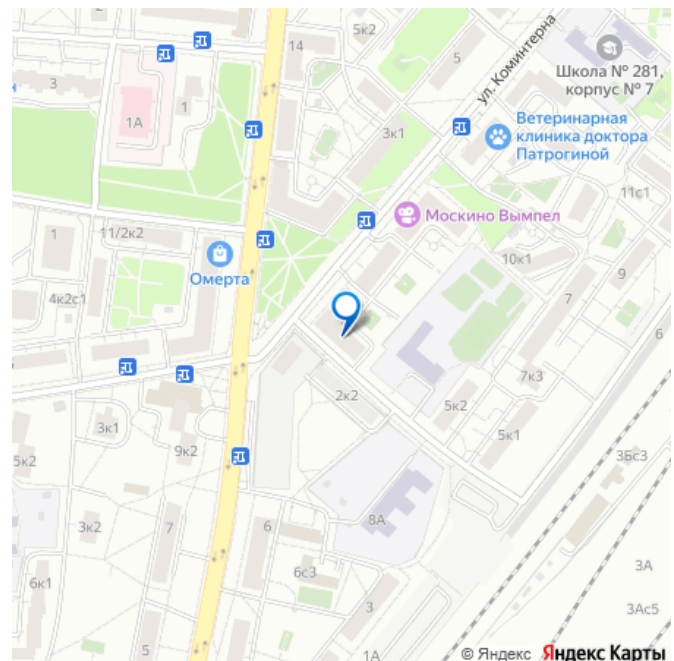 2
5к2
14
5
ул. Коминтерна
Школа № 281,
корпус № 7
3
1
1А
3к1
Ветеринарная
клиника доктора
Патрогиной
11с1
Москино Вымпел
1
11/2к2
10к1
9
Омерта
4к2с1
7
6
7к3
2к2
5к2
3к1
5к1
9к2
5к2
3Бс3
3к2
7
6
8А
6к1
6с3
3А
3
3Ас5
5
1А
© Яндекс Яндекс Карты